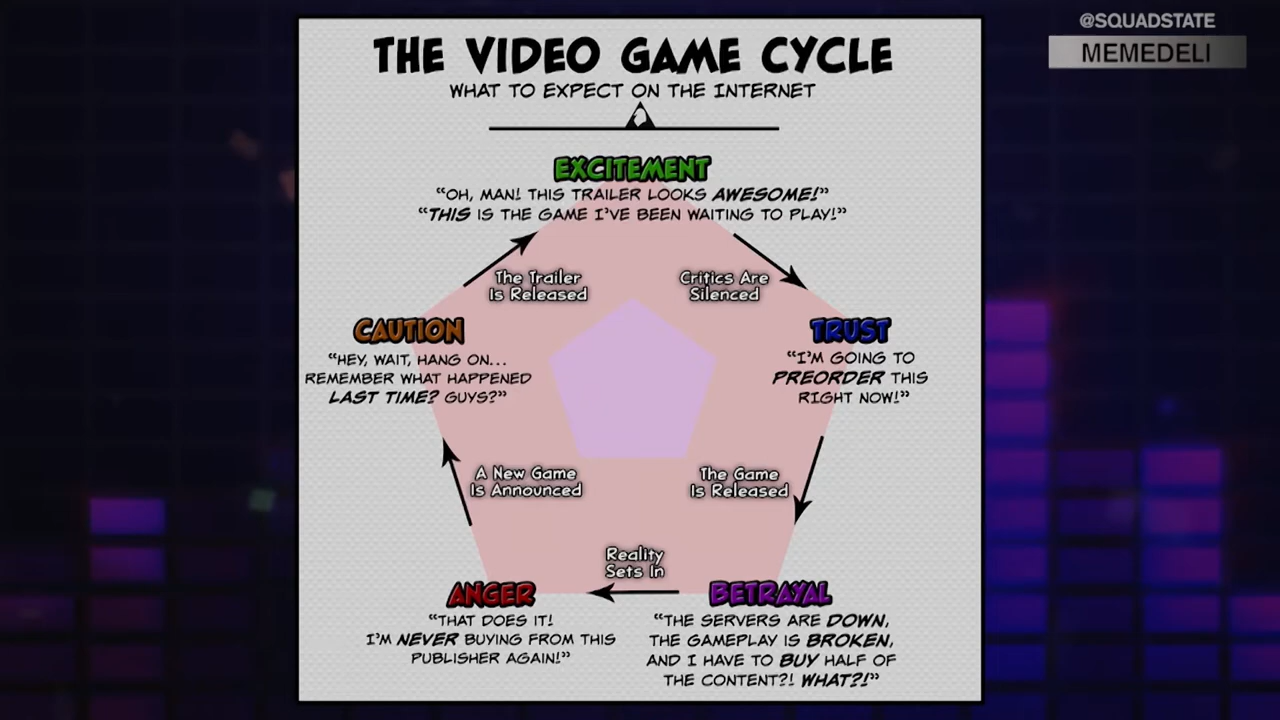 @SQUADSTATE
MEMEDELI
THE VIDEO GAME CYCLE
WHAT TO EXPECT ON THE INTERNET
EXCITEMENT
"OH, MAN! THIS TRAILER LOOKS AWESOME!"
"THIS IS THE GAME I'VE BEEN WAITING TO PLAY!"
The Trailer
Is Released
Critics Are
Silenced
CAUTION
"HEY, WAIT, HANG ON...
REMEMBER WHAT HAPPENED
LAST TIME? GUYS?"
TRUST
"I'M GOING TO
PREORDER THIS
RIGHT NOW!"
A New Game
Is Announced
The Game
Is Released
Reality
Sets In
ANGER
"THAT DOES IT!
I'M NEVER BUYING FROM THIS
PUBLISHER AGAIN!"
BETRAYAL
"THE SERVERS ARE DOWN,
THE GAMEPLAY IS BROKEN,
AND I HAVE TO BUY HALF OF
THE CONTENT?! WHAT?!"